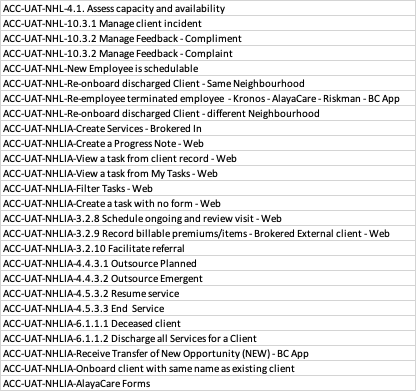 ACC-UAT-NHL-4.1. Assess capacity and availability
ACC-UAT-NHL-10.3.1 Manage client incident
ACC-UAT-NHL-10.3.2 Manage Feedback - Compliment
ACC-UAT-NHL-10.3.2 Manage Feedback - Complaint
ACC-UAT-NHL-New Employee is schedulable
ACC-UAT-NHL-Re-onboard discharged Client - Same Neighbourhood
ACC-UAT-NHL-Re-employee terminated employee - Kronos - AlayaCare - Riskman - BC App
ACC-UAT-NHL-Re-onboard discharged Client - different Neighbourhood
ACC-UAT-NHLIA-Create Services - Brokered In
ACC-UAT-NHLIA-Create a Progress Note - Web
ACC-UAT-NHLIA-View a task from client record - Web
ACC-UAT-NHLIA-View a task from My Tasks - Web
ACC-UAT-NHLIA-Filter Tasks - Web
ACC-UAT-NHLIA-Create a task with no form - Web
ACC-UAT-NHLIA-3.2.8 Schedule ongoing and review visit - Web
ACC-UAT-NHLIA-3.2.9 Record billable premiums/items - Brokered External client - Web
ACC-UAT-NHLIA-3.2.10 Facilitate referral
ACC-UAT-NHLIA-4.4.3.1 Outsource Planned
ACC-UAT-NHLIA-4.4.3.2 Outsource Emergent
ACC-UAT-NHLIA-4.5.3.2 Resume service
ACC-UAT-NHLIA-4.5.3.3 End Service
ACC-UAT-NHLIA-6.1.1.1 Deceased client
ACC-UAT-NHLIA-6.1.1.2 Discharge all Services for a Client
ACC-UAT-NHLIA-Receive Transfer of New Opportunity (NEW) - BC App
ACC-UAT-NHLIA-Onboard client with same name as existing client
ACC-UAT-NHLIA-AlayaCare Forms